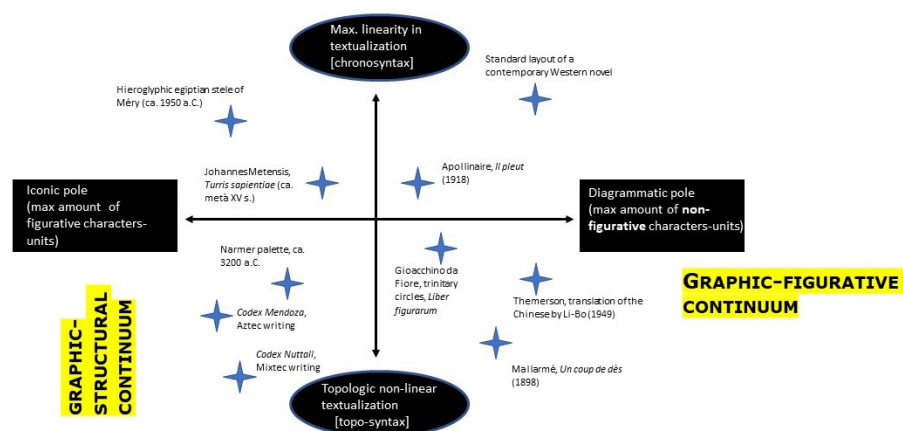 Max. linearity in
textualization
[chronosyntax]
Standard layout of a
contemporary Western novel
Hieroglyphic egiptian stele of
Méry (ca. 1950 a.C.)
Johannes Metensis,
Turris sapientiae (ca.
metà XV s.)
Apollinaire, Il pleut
(1918)
Iconic pole
(max amount of
figurative characters-
units)
Diagrammatic pole
(max amount of non-
figurative characters-units)
Narmer palette, ca.
3200 a.C.
Gioacchino da
Fiore, trinitary
circles, Liber
figurarum
Themerson, translation of the
Chinese by Li-Bo (1949)
GRAPHIC-FIGURATIVE
CONTINUUM
GRAPHIC-
STRUCTURAL
CONTINUUM
Codex Mendoza,
Aztec writing
Codex Nuttall,
Mixtec writing
Mallarmé, Un coup de dès
(1898)
Topologic non-linear
textualization
[topo-syntax]